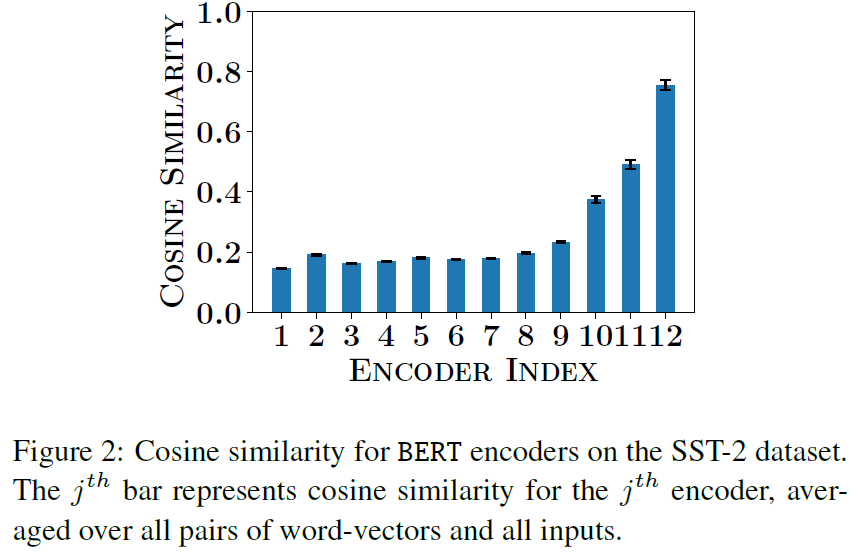 1.0
0.8
0.6
0.4
0.2
0.0
COSINE SIMILARITY
1 2 3 4 5 6 7 8 9 10 11 12
ENCODER INDEX
Figure 2: Cosine similarity for BERT encoders on the SST-2 dataset.
The jth bar represents cosine similarity for the jth encoder, aver-
aged over all pairs of word-vectors and all inputs.